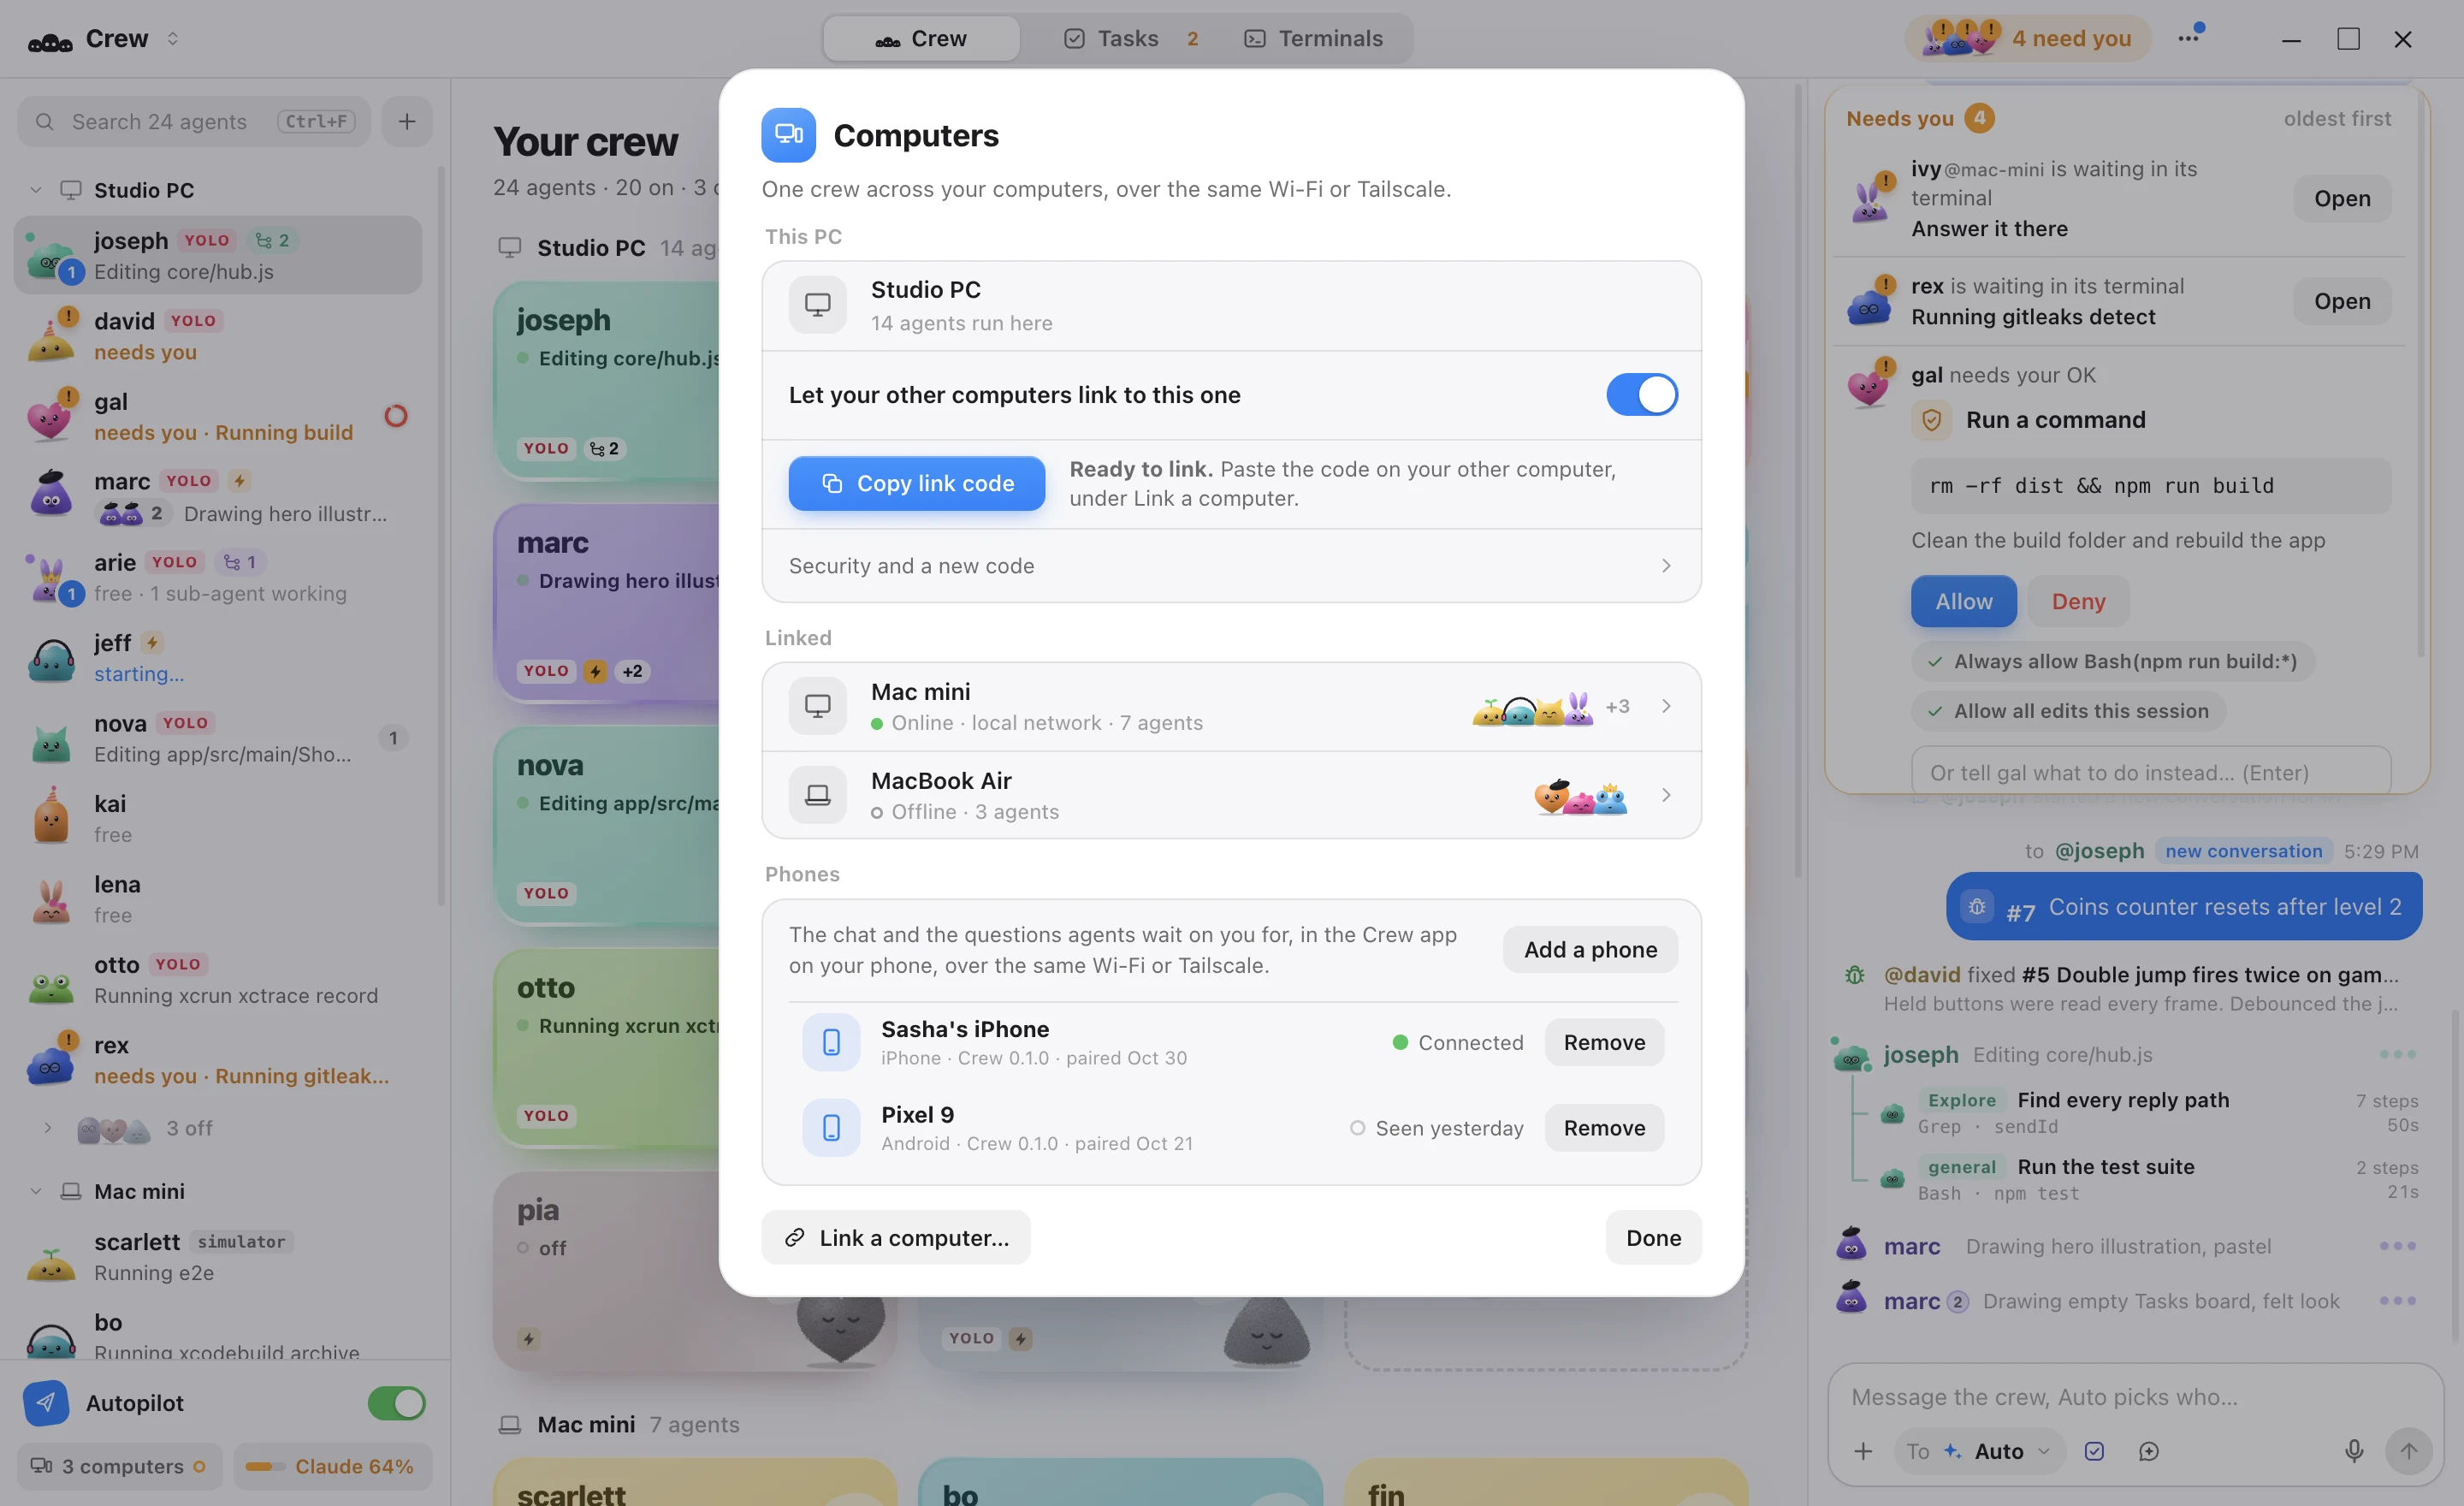 Crew
Crew
Tasks 2
Terminals
4 need you
Search 24 agents Ctrl+F
Studio PC
joseph YOLO 2
1 Editing core/hub.js
david YOLO
needs you
gal
needs you · Running build
marc YOLO
2 Drawing hero illustr...
arie YOLO 1
1 free · 1 sub-agent working
jeff
starting...
nova YOLO
Editing app/src/main/Sho... 1
kai
free
lena
free
otto YOLO
Running xcrun xctrace record
rex
needs you · Running gitleak...
3 off
Mac mini
scarlett simulator
Running e2e
bo
Running xcodebuild archive
Autopilot
3 computers
Claude 64%
Your crew
24 agents · 20 on · 3
Studio PC 14 ag
joseph
Editing core/hub.js
YOLO 2
marc
Drawing hero illust
YOLO +2
nova
Editing app/src/ma
YOLO
otto
Running xcrun xct
YOLO
pia
off
YOLO
Mac mini 7 agents
scarlett
bo
fin
Computers
One crew across your computers, over the same Wi-Fi or Tailscale.
This PC
Studio PC
14 agents run here
Let your other computers link to this one
Copy link code
Ready to link. Paste the code on your other computer,
under Link a computer.
Security and a new code
Linked
Mac mini
Online · local network · 7 agents
+3
MacBook Air
Offline · 3 agents
Phones
The chat and the questions agents wait on you for, in the Crew app
on your phone, over the same Wi-Fi or Tailscale.
Add a phone
Sasha's iPhone
iPhone · Crew 0.1.0 · paired Oct 30
Connected
Remove
Pixel 9
Android · Crew 0.1.0 · paired Oct 21
Seen yesterday
Remove
Link a computer...
Done
Needs you 4
oldest first
ivy@mac-mini is waiting in its
terminal
Answer it there
Open
rex is waiting in its terminal
Running gitleaks detect
Open
gal needs your OK
Run a command
rm -rf dist && npm run build
Clean the build folder and rebuild the app
Allow
Deny
Always allow Bash(npm run build:*)
Allow all edits this session
Or tell gal what to do instead... (Enter)
to @joseph new conversation 5:29 PM
#7 Coins counter resets after level 2
@david fixed #5 Double jump fires twice on gam...
Held buttons were read every frame. Debounced the j...
joseph Editing core/hub.js
Explore Find every reply path 7 steps
Grep · sendId 50s
general Run the test suite 2 steps
Bash · npm test 21s
marc Drawing hero illustration, pastel
marc 2 Drawing empty Tasks board, felt look
Message the crew, Auto picks who...
To Auto